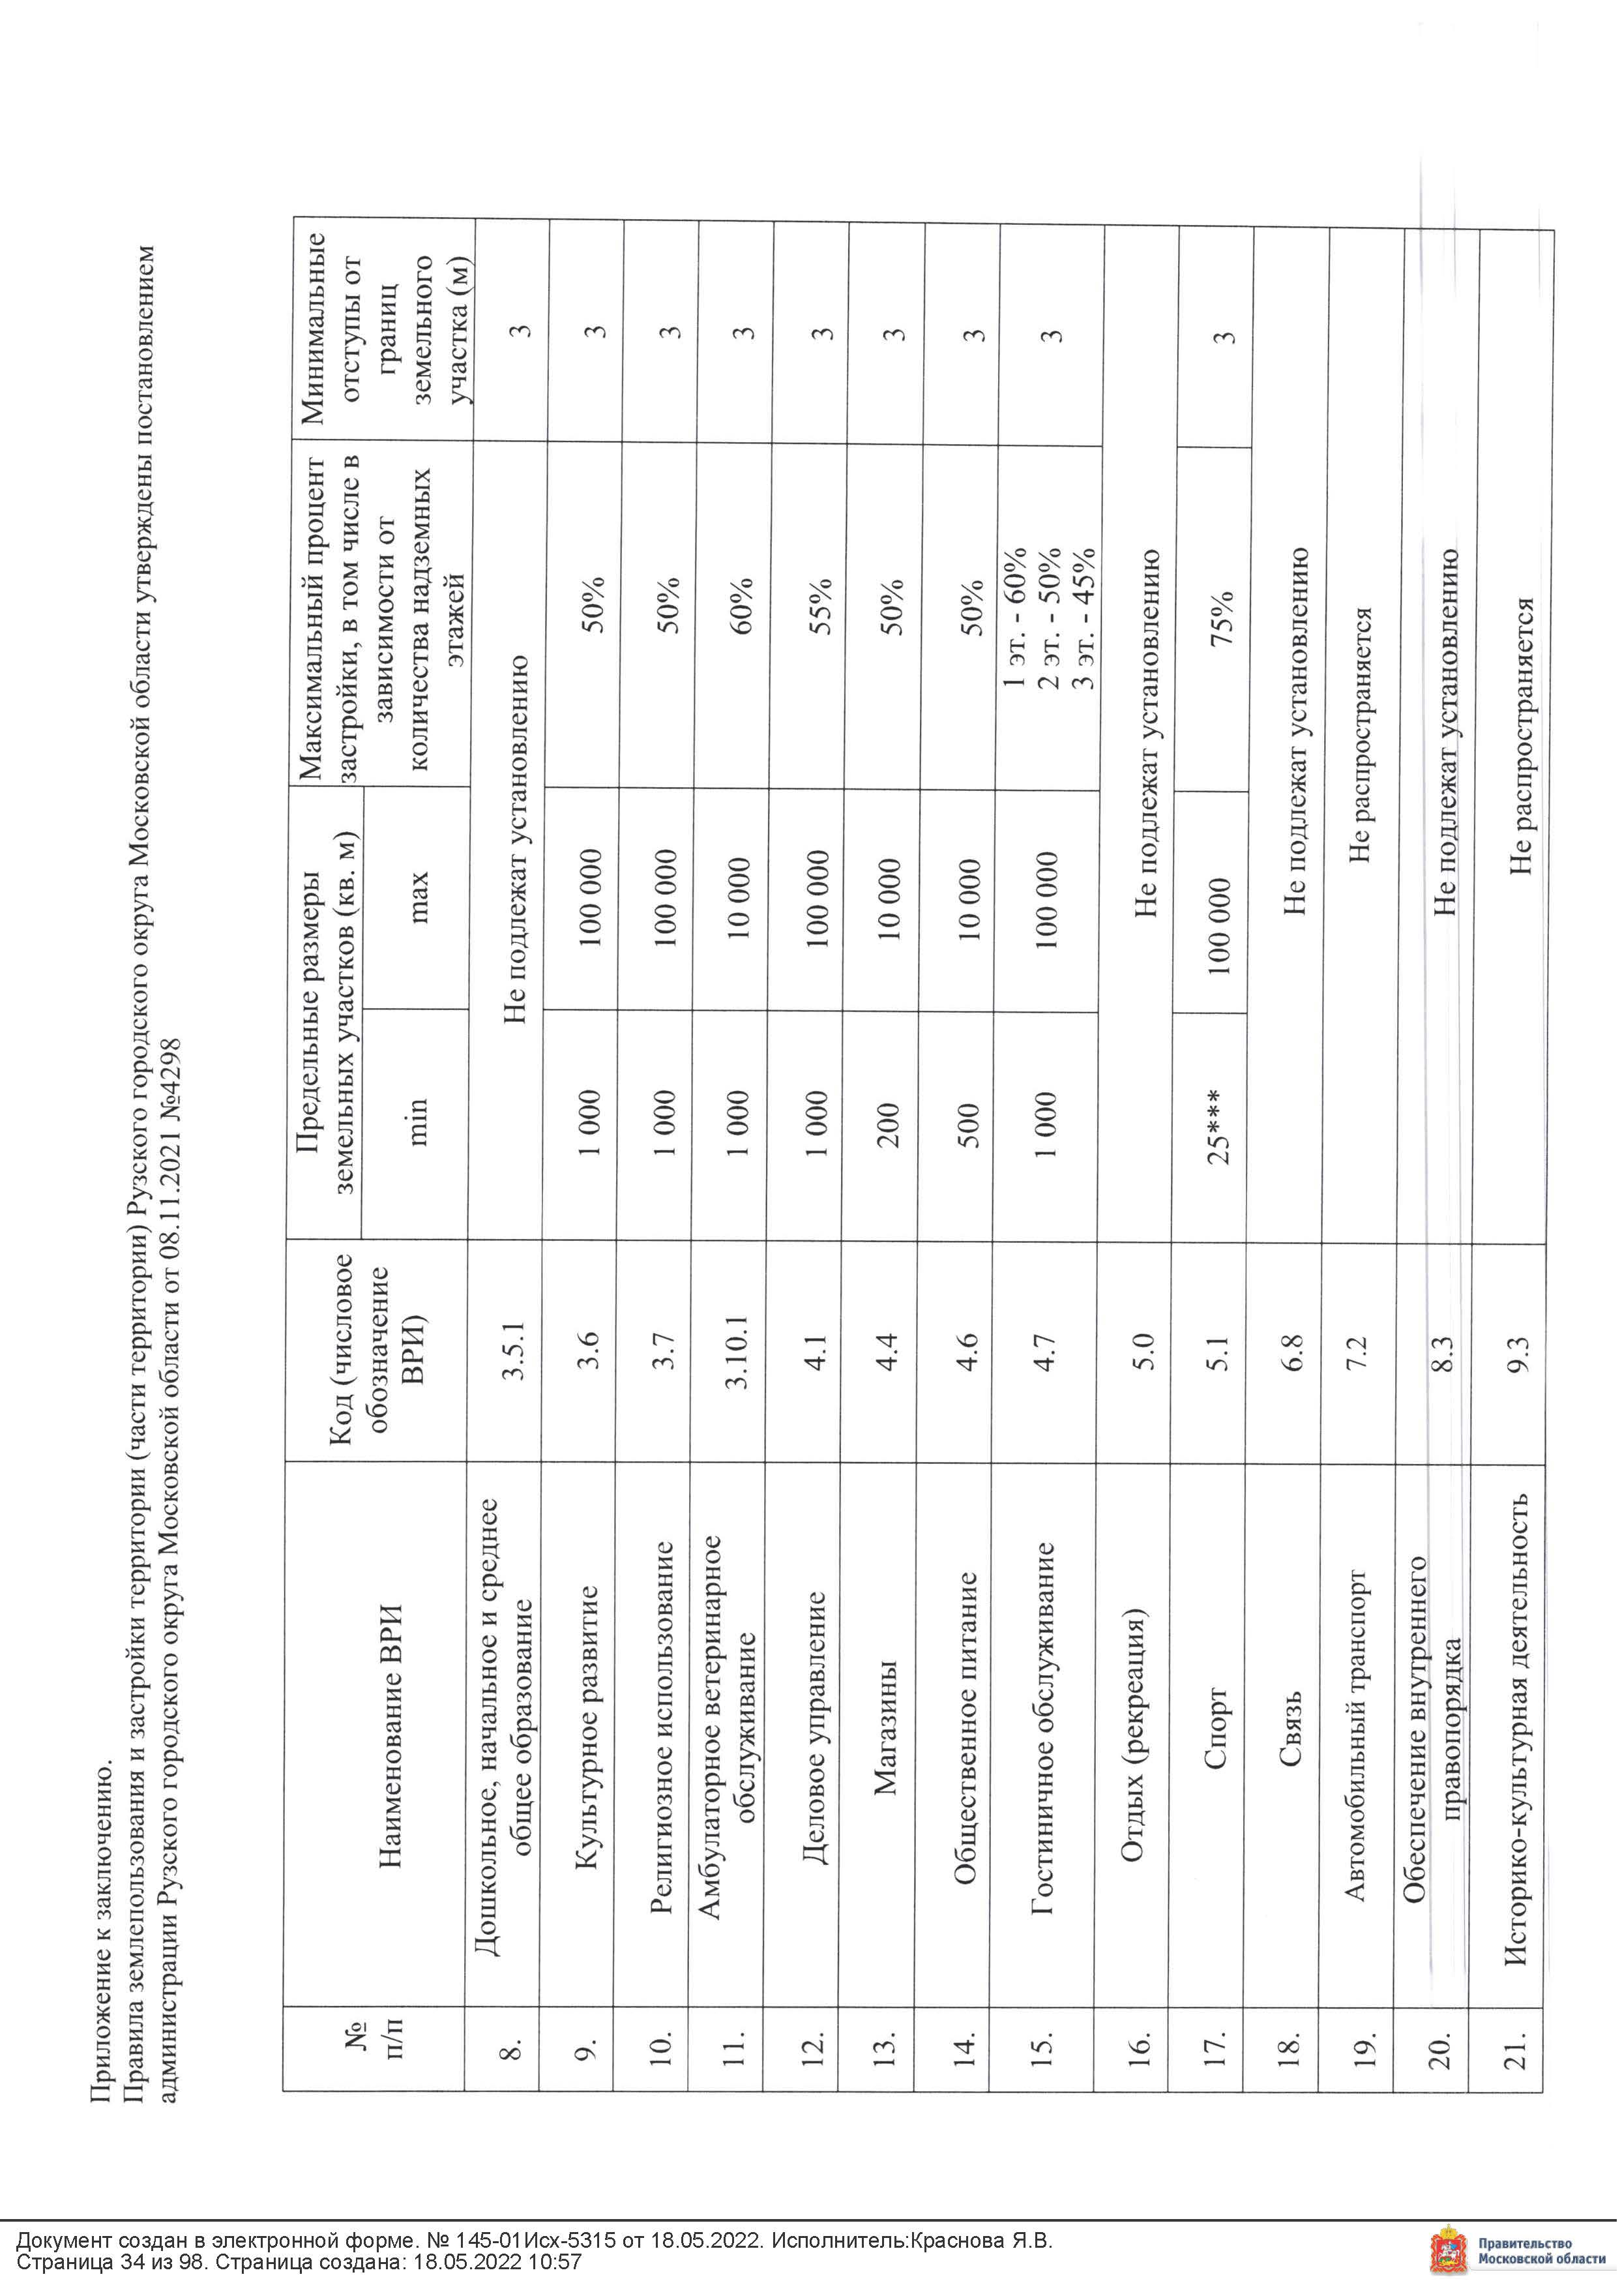 Приложение к заключению.
Правила землепользования и застройки территории (части территории) Рузского городского округа Московской области утверждены постановлением
администрации Рузского городского округа Московской области от 08.11.2021 №4298
№ п/п
Наименование ВРИ
Код (числовое обозначение ВРИ)
Предельные размеры земельных участков (кв. м)
min
max
Максимальный процент застройки, в том числе в зависимости от количества надземных этажей
Минимальные отступы от границ земельного участка (м)
8. Дошкольное, начальное и среднее общее образование 3.5.1 Не подлежат установлению 3
9. Культурное развитие 3.6 1 000 100 000 50% 3
10. Религиозное использование 3.7 1 000 100 000 50% 3
11. Амбулаторное ветеринарное обслуживание 3.10.1 1 000 10 000 60% 3
12. Деловое управление 4.1 1 000 100 000 55% 3
13. Магазины 4.4 200 10 000 50% 3
14. Общественное питание 4.6 500 10 000 50% 3
15. Гостиничное обслуживание 4.7 1 000 100 000 1 эт. - 60%
2 эт. - 50%
3 эт. - 45% 3
16. Отдых (рекреация) 5.0 Не подлежат установлению
17. Спорт 5.1 25*** 100 000 75% 3
18. Связь 6.8 Не подлежат установлению
19. Автомобильный транспорт 7.2 Не распространяется
20. Обеспечение внутреннего правопорядка 8.3 Не подлежат установлению
21. Историко-культурная деятельность 9.3 Не распространяется
Документ создан в электронной форме. № 145-01Исх-5315 от 18.05.2022. Исполнитель:Краснова Я.В.
Страница 34 из 98. Страница создана: 18.05.2022 10:57
Правительство
Московской области